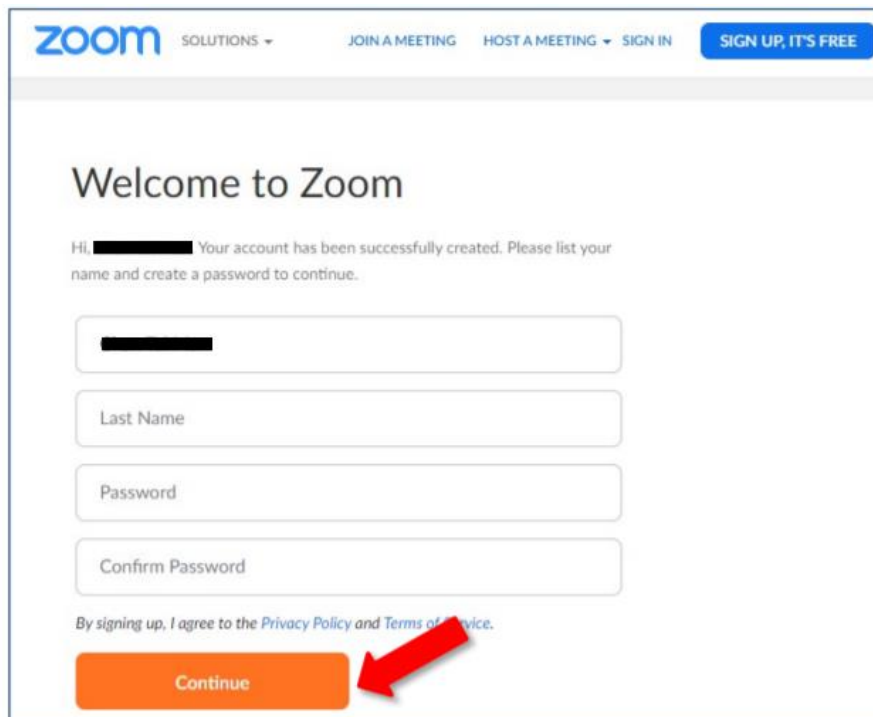 zoom SOLUTIONS JOIN A MEETING HOST A MEETING SIGN IN SIGN UP, IT'S FREE
Welcome to Zoom
Hi, Your account has been successfully created. Please list your
name and create a password to continue.
Last Name
Password
Confirm Password
By signing up, I agree to the Privacy Policy and Terms of Service.
Continue